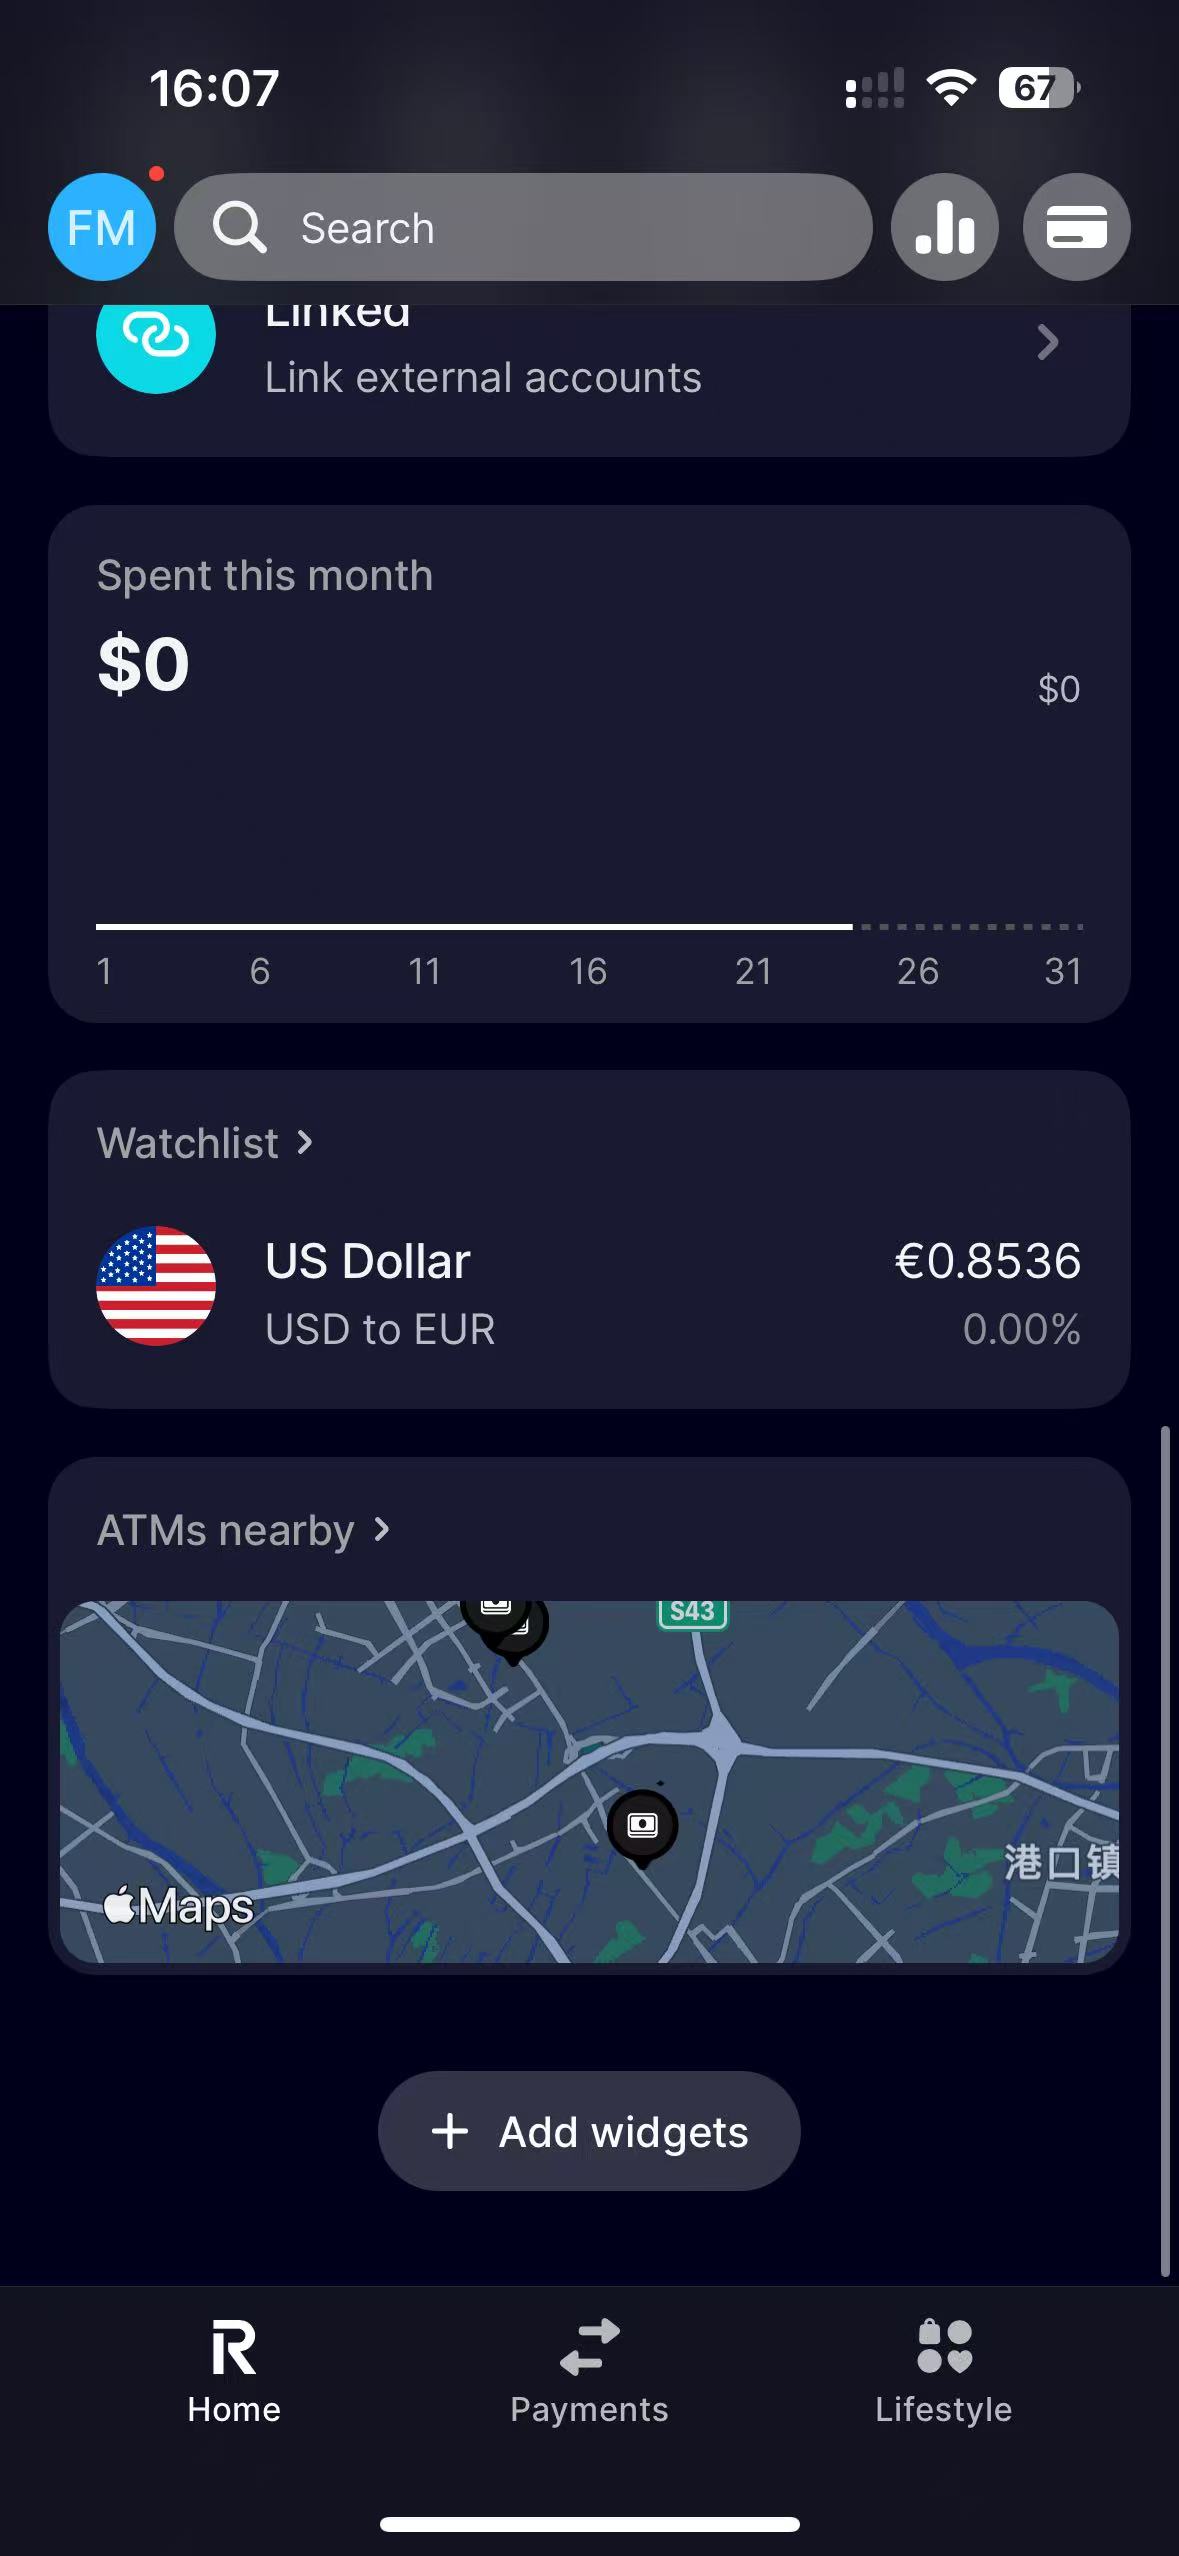 16:07
67
FM
Search
Linked
Link external accounts
Spent this month
$0
$0
1 6 11 16 21 26 31
Watchlist
US Dollar
€0.8536
USD to EUR
0.00%
ATMs nearby
S43
港口镇
Maps
Add widgets
Home
Payments
Lifestyle